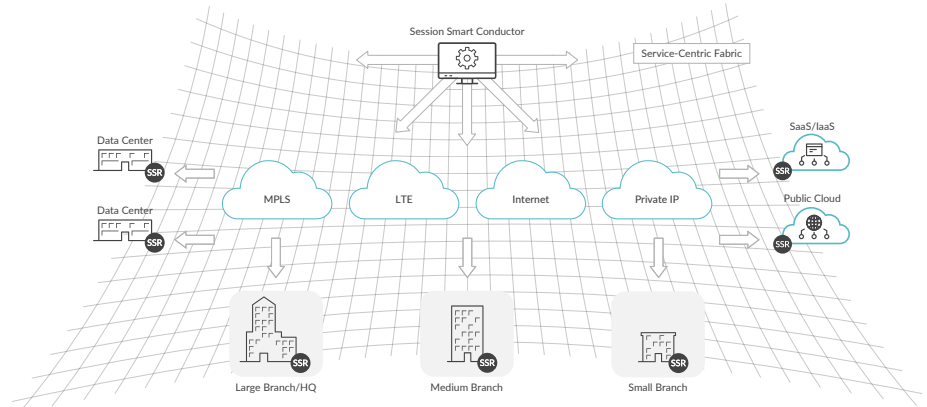 Session Smart Conductor
Service-Centric Fabric
Data Center
SSR
SaaS/IaaS
SSR
MPLS
LTE
Internet
Private IP
Data Center
SSR
Public Cloud
SSR
SSR
SSR
SSR
Large Branch/HQ
Medium Branch
Small Branch